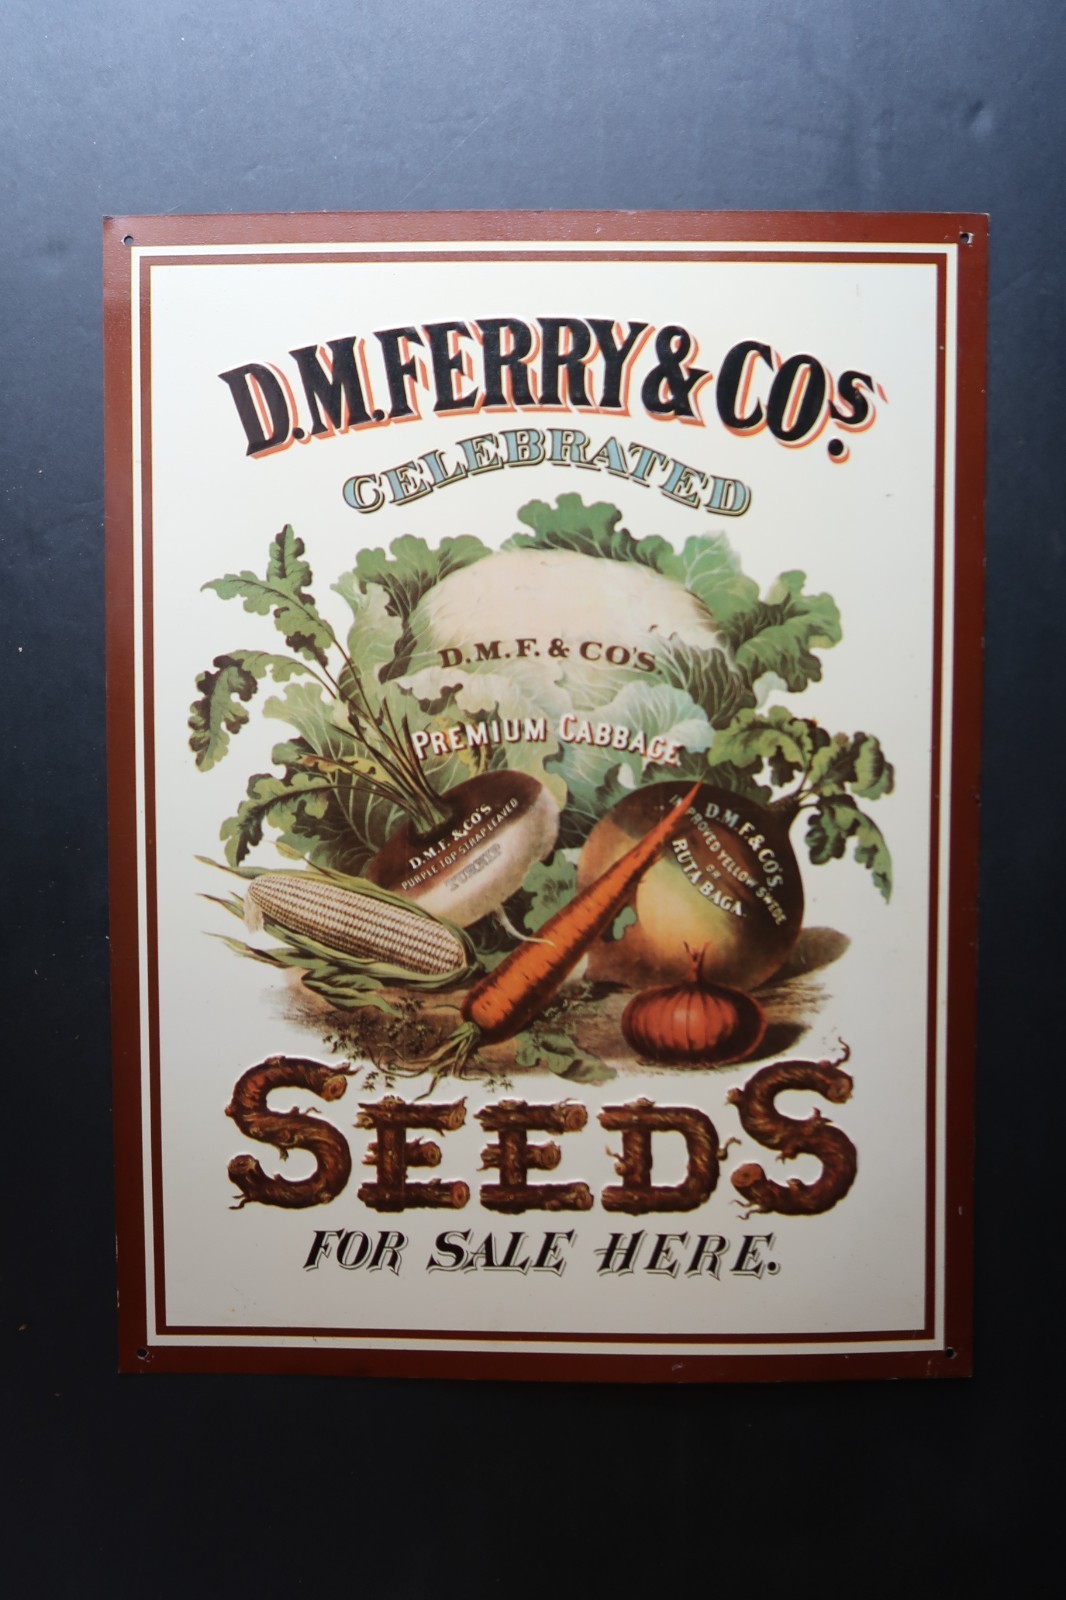 D.M.FERRY & CO.S
CELEBRATED
D.M.F. & CO'S
PREMIUM CABBAGE.
D.M.F. & CO'S
PURPLE TOP STRAP LEAVED
TURNIP
D.M.F. & CO'S
IMPROVED YELLOW SWEDE
OR
RUTA BAGA.
SEEDS
FOR SALE HERE.